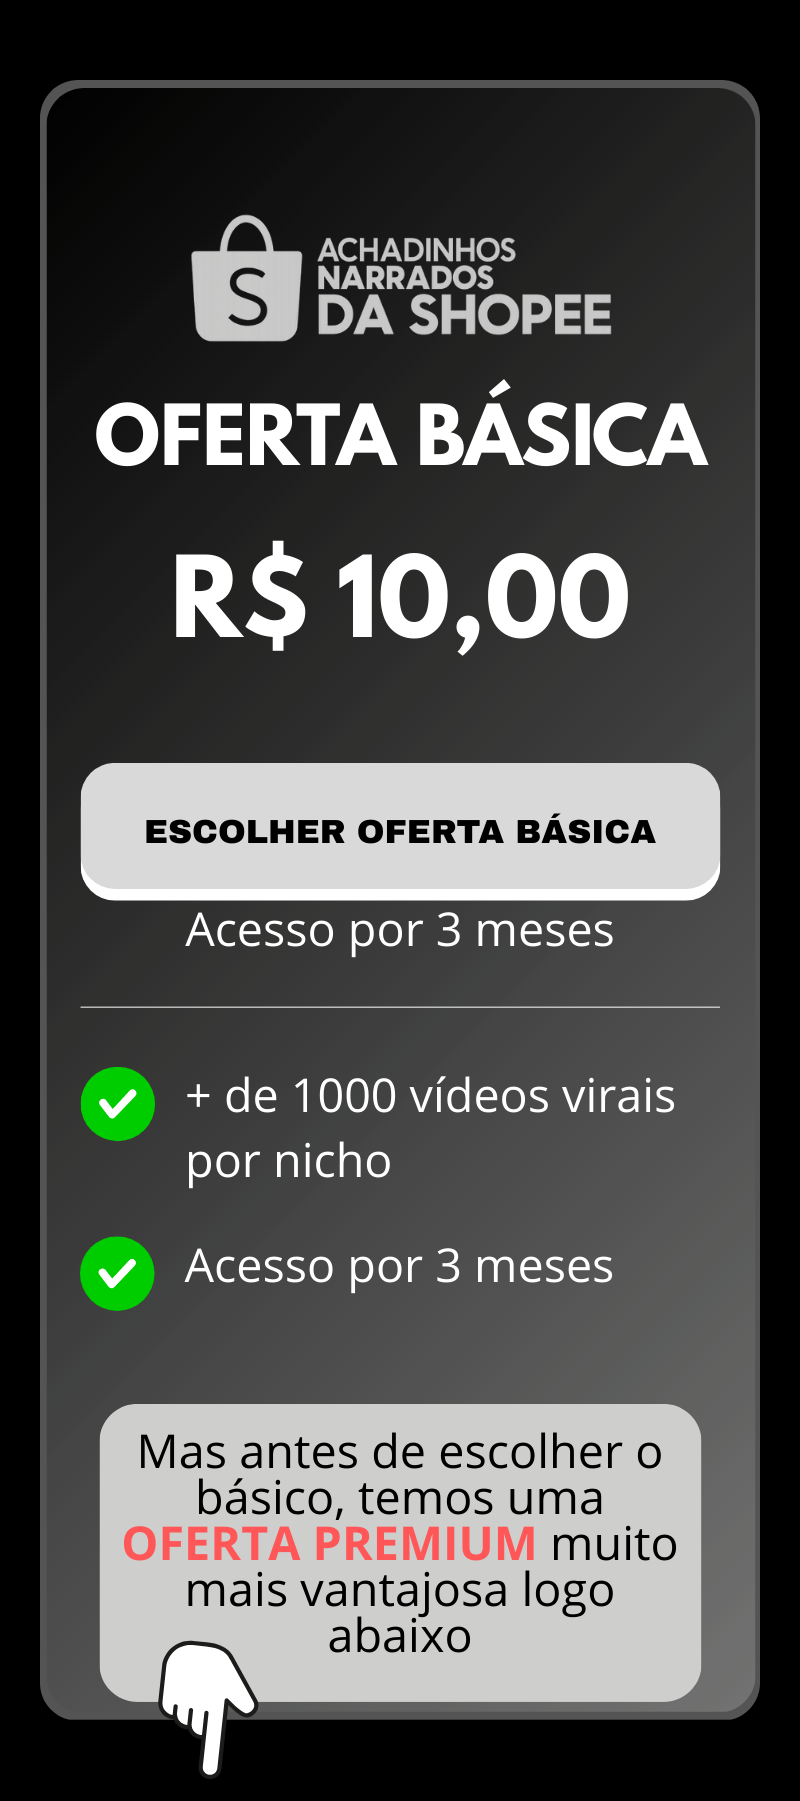 S
ACHADINHOS
NARRADOS
DA SHOPEE
OFERTA BÁSICA
R$ 10,00
ESCOLHER OFERTA BÁSICA
Acesso por 3 meses
+ de 1000 vídeos virais
por nicho
Acesso por 3 meses
Mas antes de escolher o
básico, temos uma
OFERTA PREMIUM muito
mais vantajosa logo
abaixo